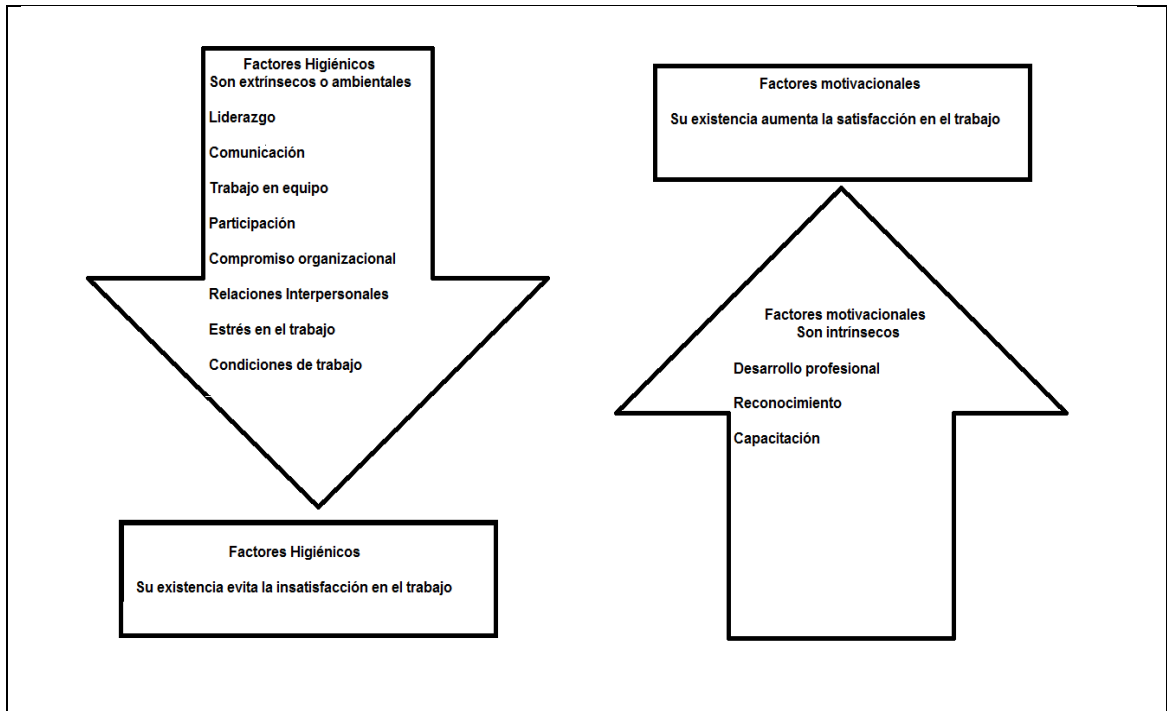 Factores Higiénicos
Son extrínsecos o ambientales
Liderazgo
Comunicación
Trabajo en equipo
Participación
Compromiso organizacional
Relaciones Interpersonales
Estrés en el trabajo
Condiciones de trabajo
Factores Higiénicos
Su existencia evita la insatisfacción en el trabajo
Factores motivacionales
Su existencia aumenta la satisfacción en el trabajo
Factores motivacionales
Son intrínsecos
Desarrollo profesional
Reconocimiento
Capacitación